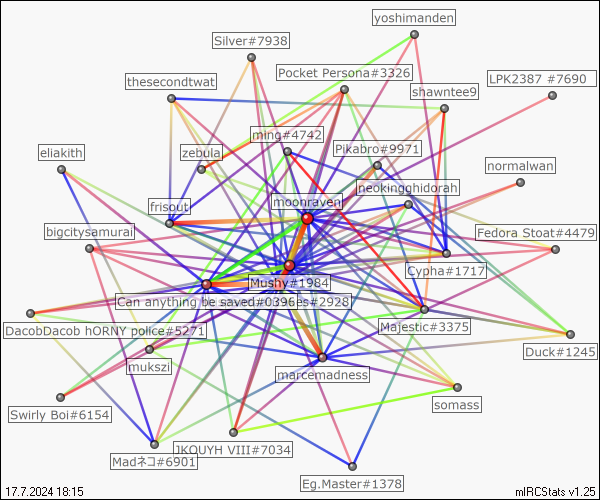 yoshimanden
Silver#7938
Pocket Persona#3326
LPK2387 #7690
thesecondtwat
shawntee9
ming#4742
Pikabro#9971
eliakith
zebula
normalwan
neokingghidorah
moonraven
frisout
bigcitysamurai
Fedora Stoat#4479
Cypha#1717
Mushy#1984
Can anything be saved#0396
es#2928
DacobDacob hORNY police#5271
Majestic#3375
Duck#1245
mukszi
marcemadness
somass
Swirly Boi#6154
JKQUYH VIII#7034
Madネコ#6901
Eg.Master#1378
17.7.2024 18:15
mIRCStats v1.25